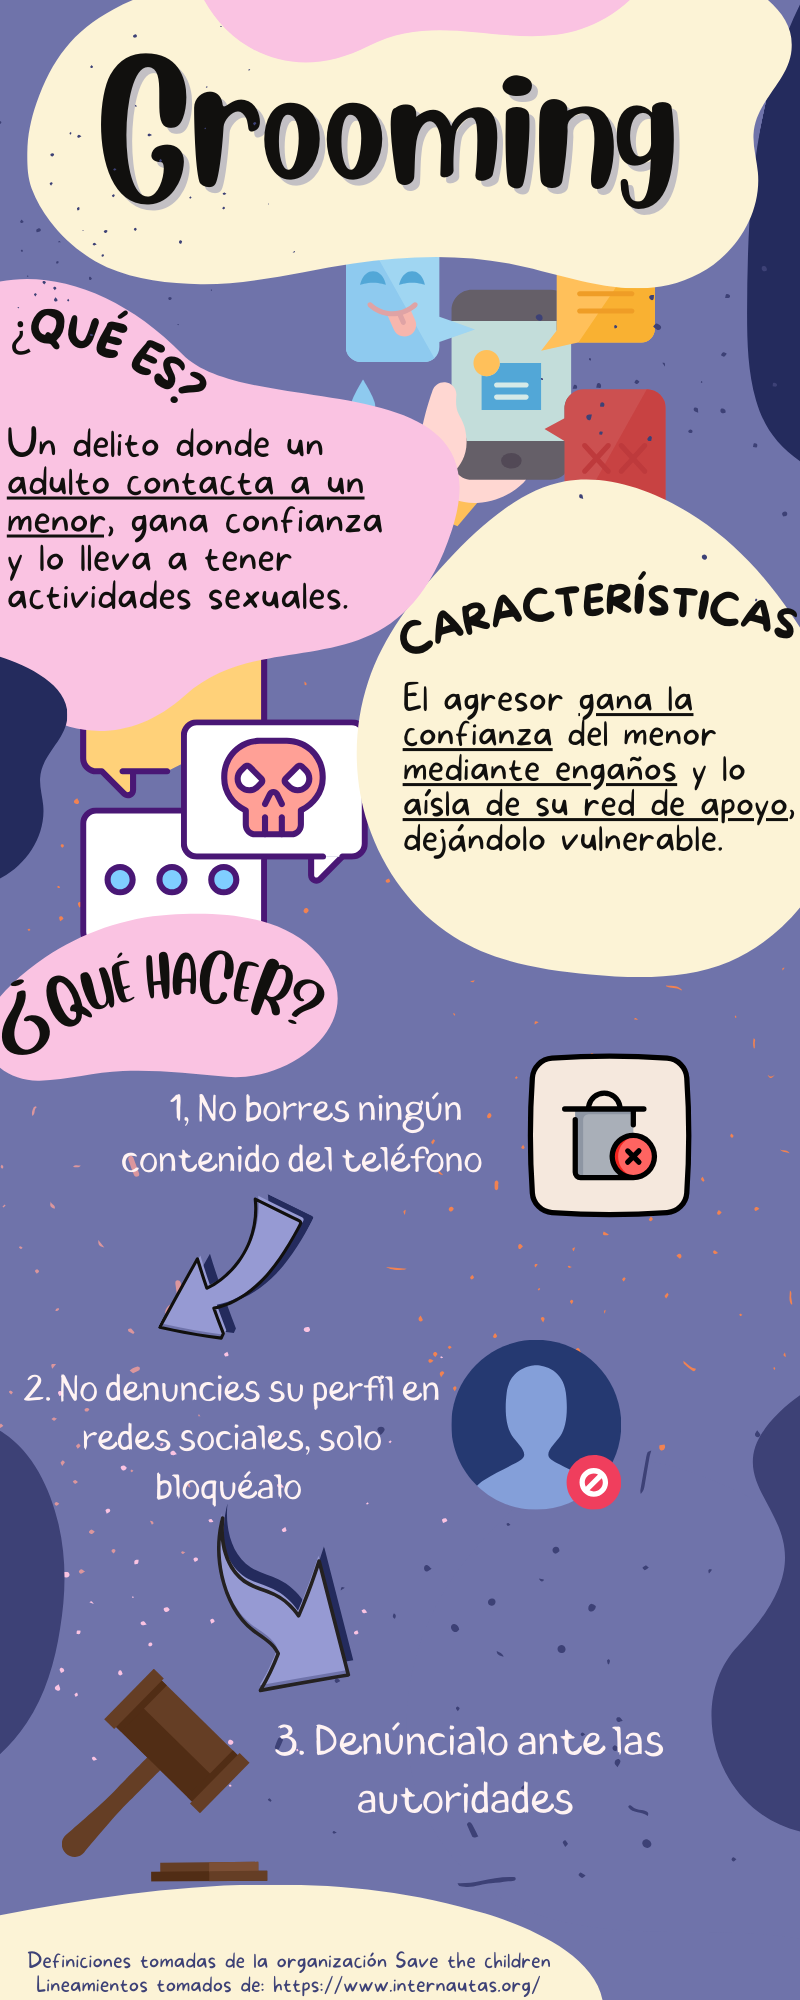 Grooming
¿QUÉ ES?
Un delito donde un
adulto contacta a un
menor, gana confianza
y lo lleva a tener
actividades sexuales.
CARACTERÍSTICAS
El agresor gana la
confianza del menor
mediante engaños y lo
aísla de su red de apoyo,
dejándolo vulnerable.
¿QUÉ HACER?
1, No borres ningún
contenido del teléfono
2. No denuncies su perfil en
redes sociales, solo
bloquéalo
3. Denúncialo ante las
autoridades
Definiciones tomadas de la organización Save the children
Lineamientos tomados de: https://www.internautas.org/